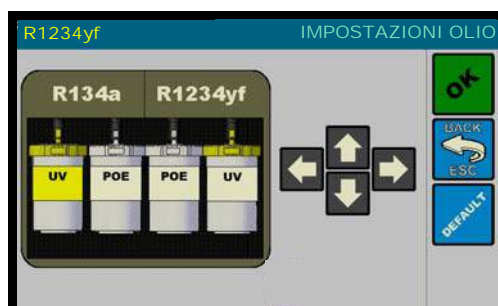 R1234yf IMPOSTAZIONI OLIO
R134a R1234yf
UV POE POE UV
OK
BACK
ESC
DEFAULT